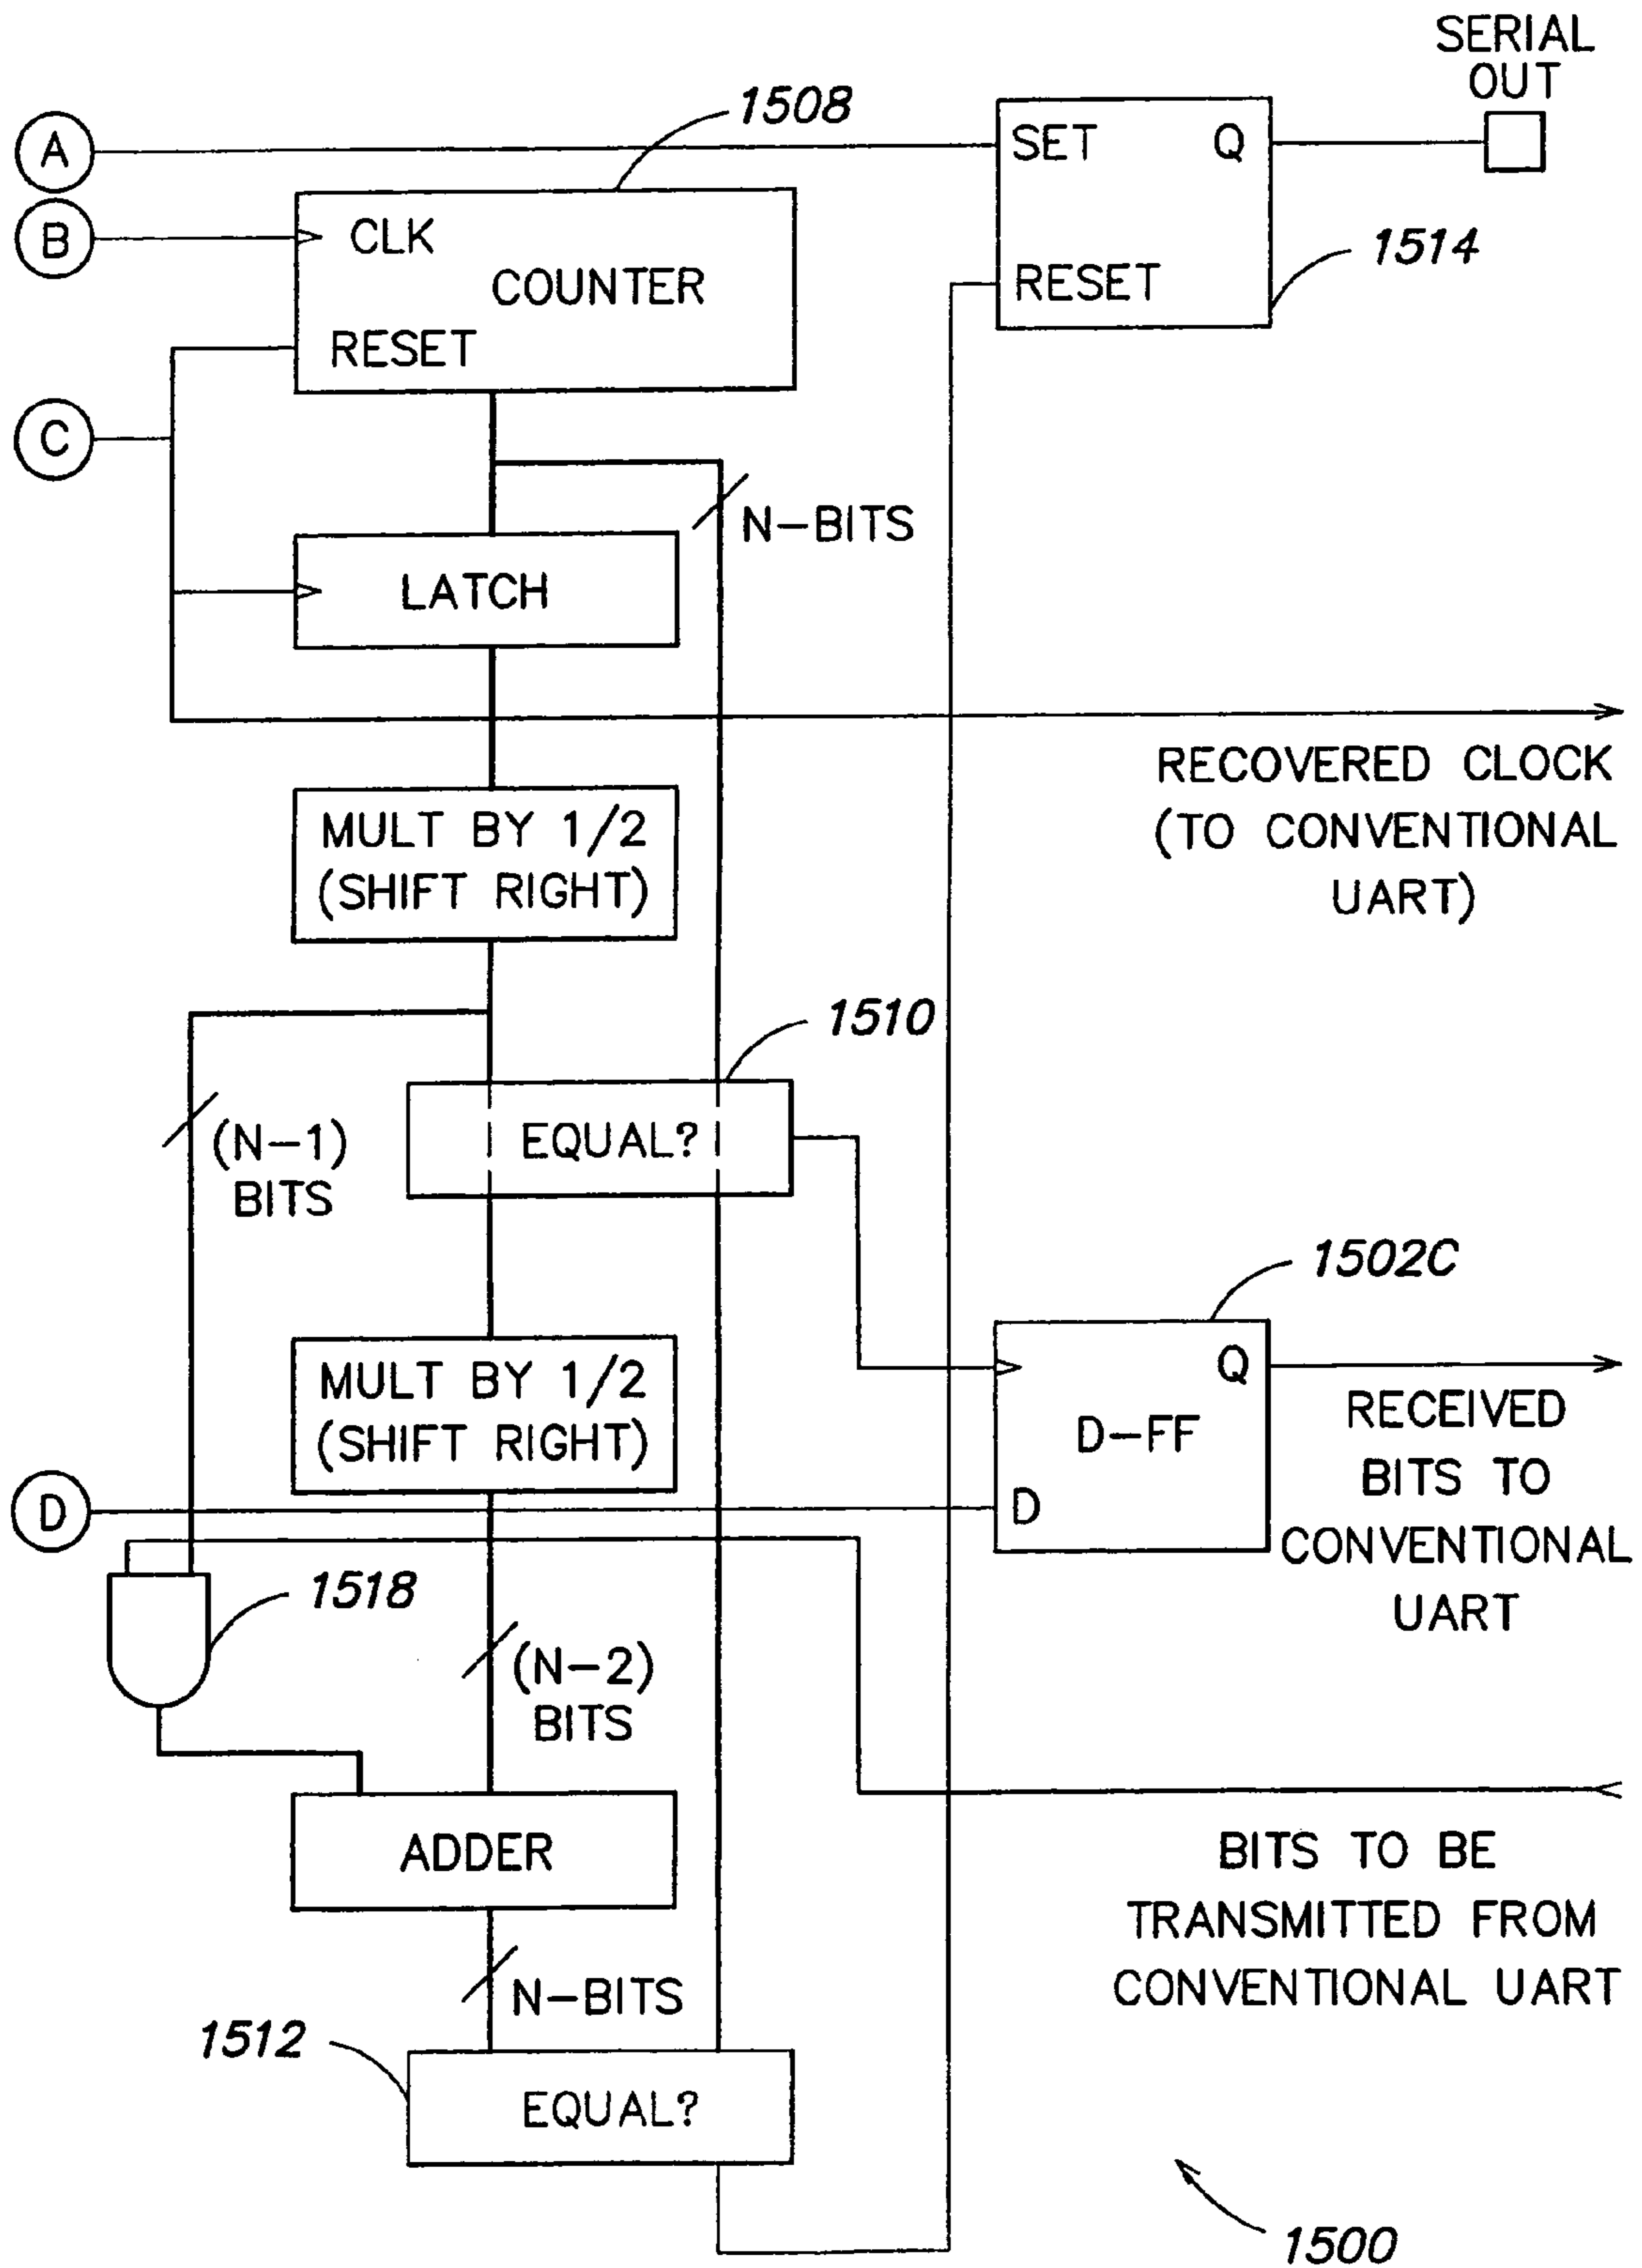 SERIAL
OUT
1508
A
SET
Q
B
CLK
COUNTER
1514
RESET
RESET
C
N-BITS
LATCH
RECOVERED CLOCK
(TO CONVENTIONAL
UART)
MULT BY 1/2
(SHIFT RIGHT)
1510
EQUAL?
(N-1)
BITS
1502C
MULT BY 1/2
(SHIFT RIGHT)
Q
D-FF
D
RECEIVED
BITS TO
CONVENTIONAL
UART
D
1518
(N-2)
BITS
ADDER
BITS TO BE
TRANSMITTED FROM
CONVENTIONAL UART
N-BITS
1512
EQUAL?
1500